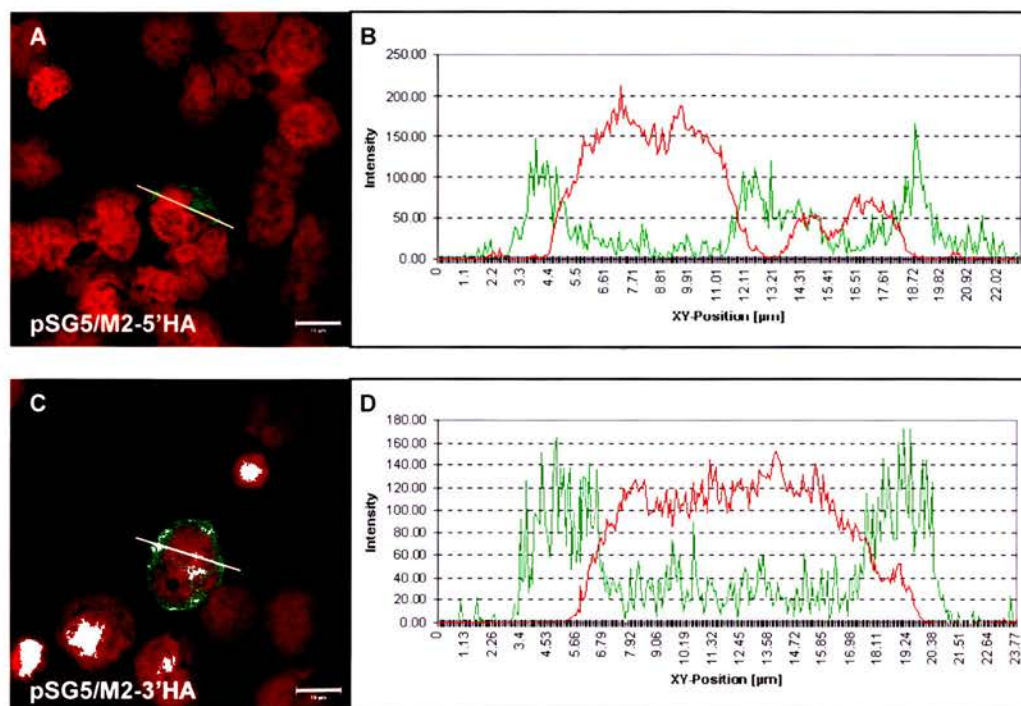 A
pSG5/M2-5'HA
B
250.00
200.00
150.00
100.00
50.00
0.00
Intensity
0 1.1 2.2 3.3 4.4 5.5 6.61 7.71 8.81 9.91 11.01 12.11 13.21 14.31 15.41 16.51 17.61 18.72 19.82 20.92 22.02
XY-Position [µm]
C
pSG5/M2-3'HA
D
180.00
160.00
140.00
120.00
100.00
80.00
60.00
40.00
20.00
0.00
Intensity
0 1.13 2.26 3.4 4.53 5.66 6.79 7.92 9.06 10.19 11.32 12.45 13.58 14.72 15.85 16.98 18.11 19.24 20.38 21.51 22.64 23.77
XY-Position [µm]